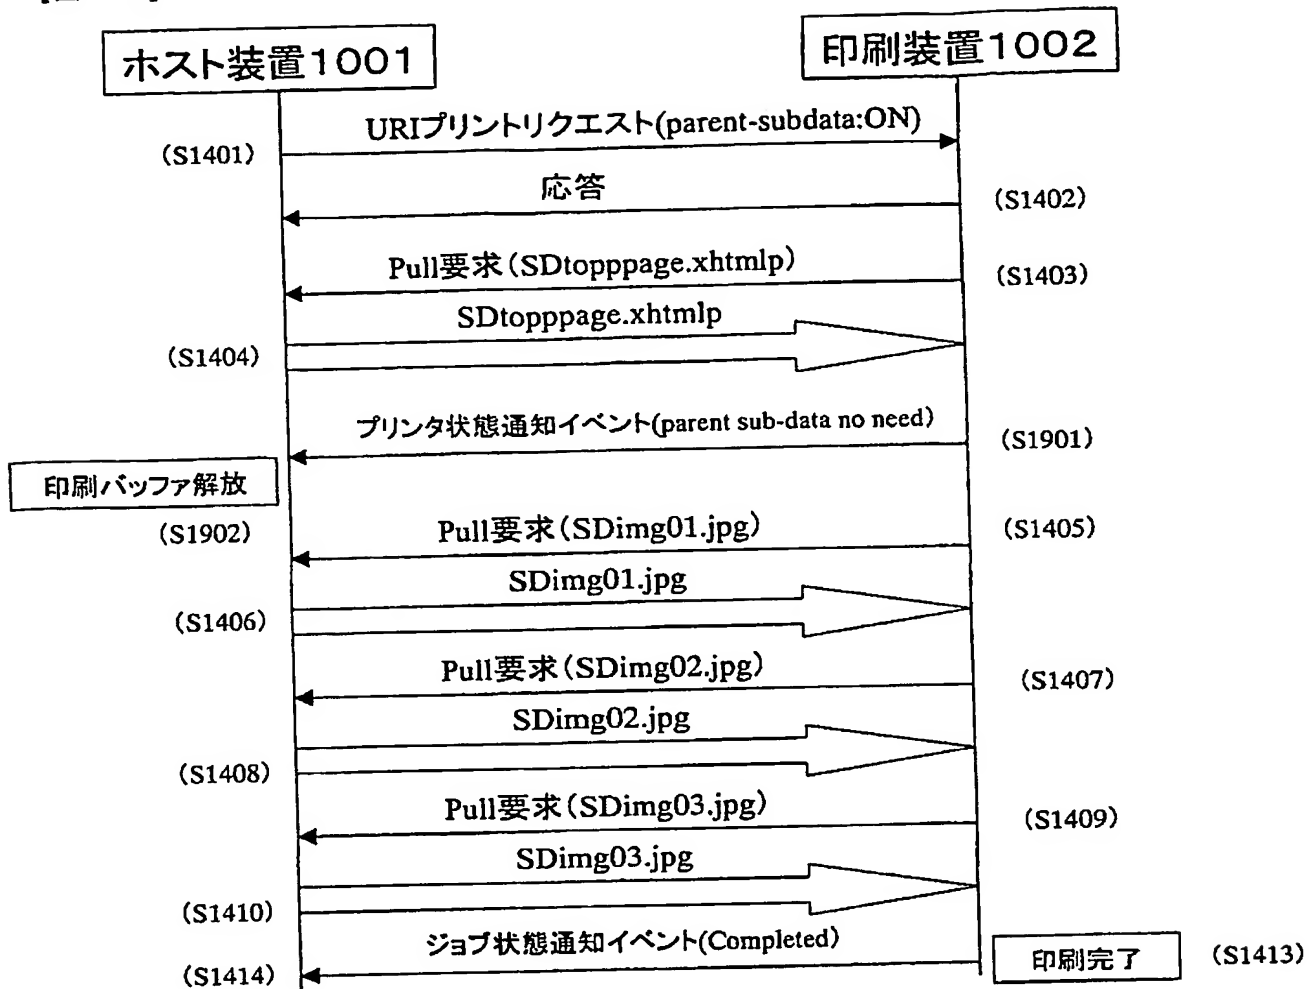 ホスト装置1001
印刷装置1002
URIプリントリクエスト(parent-subdata:ON)
(S1401)
応答
(S1402)
Pull要求(SDtopppage.xhtmlp)
(S1403)
SDtopppage.xhtmlp
(S1404)
プリンタ状態通知イベント(parent sub-data no need)
(S1901)
印刷バッファ解放
(S1902)
Pull要求(SDimg01.jpg)
(S1405)
SDimg01.jpg
(S1406)
Pull要求(SDimg02.jpg)
(S1407)
SDimg02.jpg
(S1408)
Pull要求(SDimg03.jpg)
(S1409)
SDimg03.jpg
(S1410)
ジョブ状態通知イベント(Completed)
(S1414)
印刷完了
(S1413)